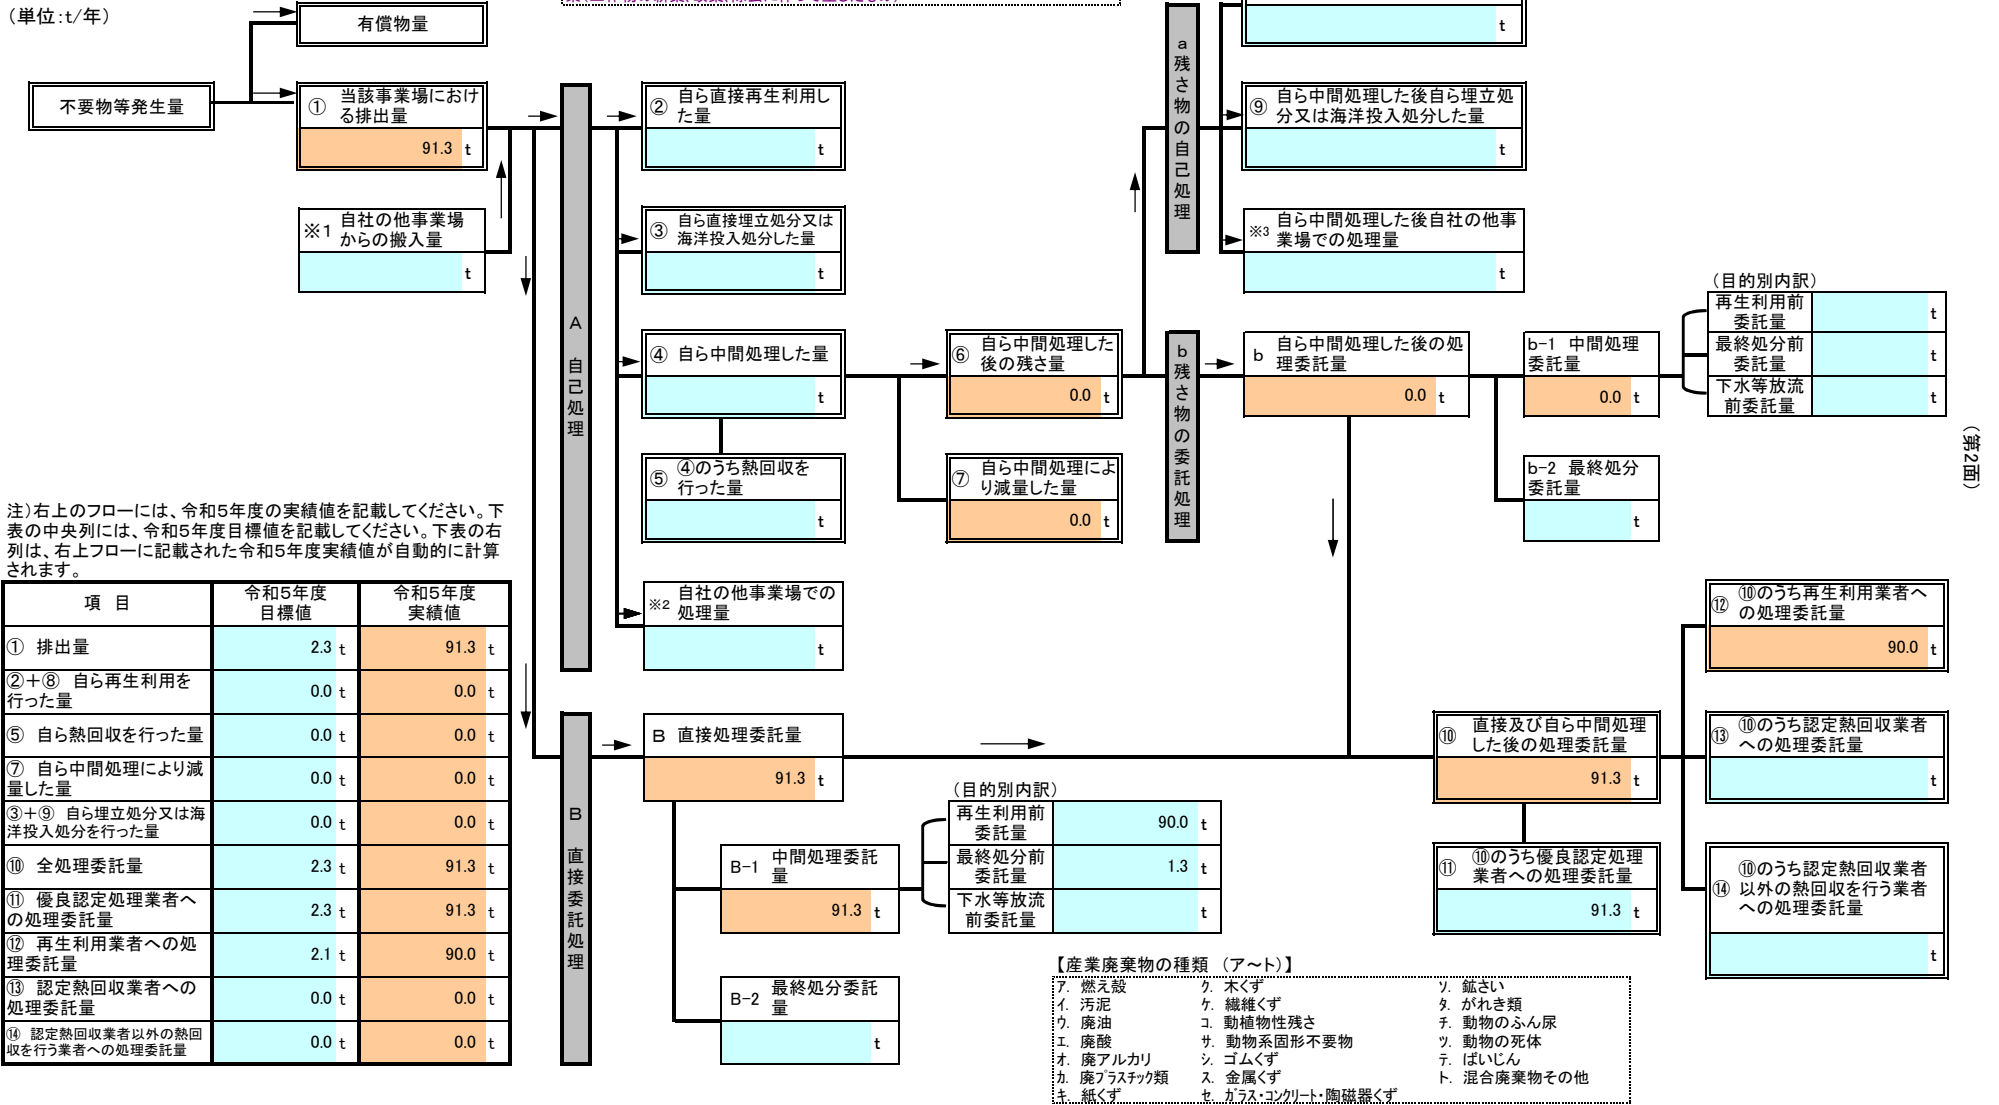 （単位：t/年）
有償物量
不要物等発生量
① 当該事業場におけ
る排出量
91.3 t
※1 自社の他事業場
からの搬入量
t
A 自己処理
② 自ら直接再生利用し
た量
t
③ 自ら直接埋立処分又は
海洋投入処分した量
t
④ 自ら中間処理した量
t
⑤ ④のうち熱回収を
行った量
t
※2 自社の他事業場での
処理量
t
⑥ 自ら中間処理した
後の残さ量
0.0 t
⑦ 自ら中間処理によ
り減量した量
0.0 t
a 残さ物の自己処理
t
⑨ 自ら中間処理した後自ら埋立処
分又は海洋投入処分した量
t
※3 自ら中間処理した後自社の他事
業場での処理量
t
b 残さ物の委託処理
b 自ら中間処理した後の処
理委託量
0.0 t
b-1 中間処理
委託量
0.0 t
b-2 最終処分
委託量
t
（目的別内訳）
再生利用前
委託量
t
最終処分前
委託量
t
下水等放流
前委託量
t
（第2面）
注）右上のフローには、令和5年度の実績値を記載してください。下
表の中央列には、令和5年度目標値を記載してください。下表の右
列は、右上フローに記載された令和5年度実績値が自動的に計算
されます。
項 目
令和5年度
目標値
令和5年度
実績値
① 排出量 2.3 t 91.3 t
②＋⑧ 自ら再生利用を
行った量 0.0 t 0.0 t
⑤ 自ら熱回収を行った量 0.0 t 0.0 t
⑦ 自ら中間処理により減
量した量 0.0 t 0.0 t
③＋⑨ 自ら埋立処分又は海
洋投入処分を行った量 0.0 t 0.0 t
⑩ 全処理委託量 2.3 t 91.3 t
⑪ 優良認定処理業者へ
の処理委託量 2.3 t 91.3 t
⑫ 再生利用業者への処
理委託量 2.1 t 90.0 t
⑬ 認定熱回収業者への
処理委託量 0.0 t 0.0 t
⑭ 認定熱回収業者以外の熱回
収を行う業者への処理委託量 0.0 t 0.0 t
B 直接委託処理
B 直接処理委託量
91.3 t
B-1 中間処理委託
量
91.3 t
B-2 最終処分委託
量
t
（目的別内訳）
再生利用前
委託量
90.0 t
最終処分前
委託量
1.3 t
下水等放流
前委託量
t
⑩ 直接及び自ら中間処理
した後の処理委託量
91.3 t
⑪ ⑩のうち優良認定処理
業者への処理委託量
91.3 t
⑫ ⑩のうち再生利用業者へ
の処理委託量
90.0 t
⑬ ⑩のうち認定熱回収業者
への処理委託量
t
⑭ ⑩のうち認定熱回収業者
以外の熱回収を行う業者
への処理委託量
t
【産業廃棄物の種類 （ア～ト）】
ア. 燃え殻
イ. 汚泥
ウ. 廃油
エ. 廃酸
オ. 廃アルカリ
カ. 廃プラスチック類
キ. 紙くず
ク. 木くず
ケ. 繊維くず
コ. 動植物性残さ
サ. 動物系固形不要物
シ. ゴムくず
ス. 金属くず
セ. ガラス・コンクリート・陶磁器くず
ソ. 鉱さい
タ. がれき類
チ. 動物のふん尿
ツ. 動物の死体
テ. ばいじん
ト. 混合廃棄物その他